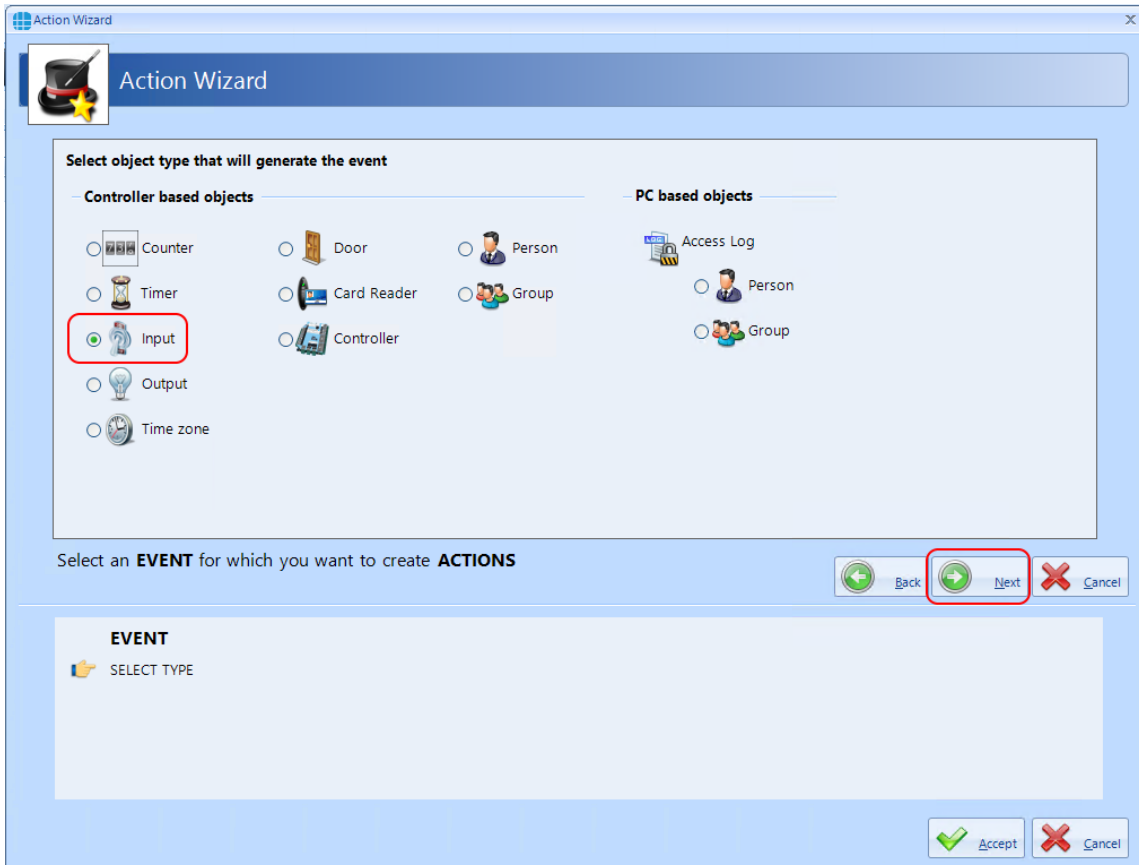 Action Wizard
Action Wizard
Select object type that will generate the event
Controller based objects
Counter
Timer
Input
Output
Time zone
Door
Card Reader
Controller
Person
Group
PC based objects
Access Log
Person
Group
Select an EVENT for which you want to create ACTIONS
Back
Next
Cancel
EVENT
SELECT TYPE
Accept
Cancel